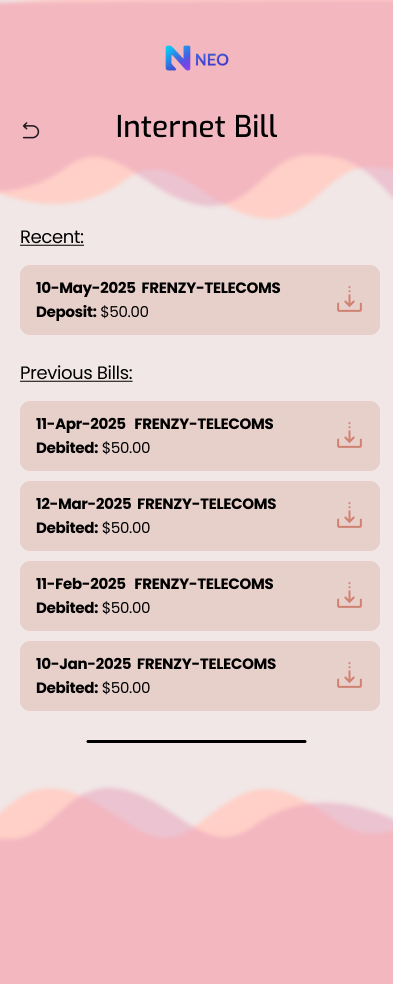 NEO
Internet Bill
Recent:
10-May-2025 FRENZY-TELECOMS
Deposit: $50.00
Previous Bills:
11-Apr-2025 FRENZY-TELECOMS
Debited: $50.00
12-Mar-2025 FRENZY-TELECOMS
Debited: $50.00
11-Feb-2025 FRENZY-TELECOMS
Debited: $50.00
10-Jan-2025 FRENZY-TELECOMS
Debited: $50.00